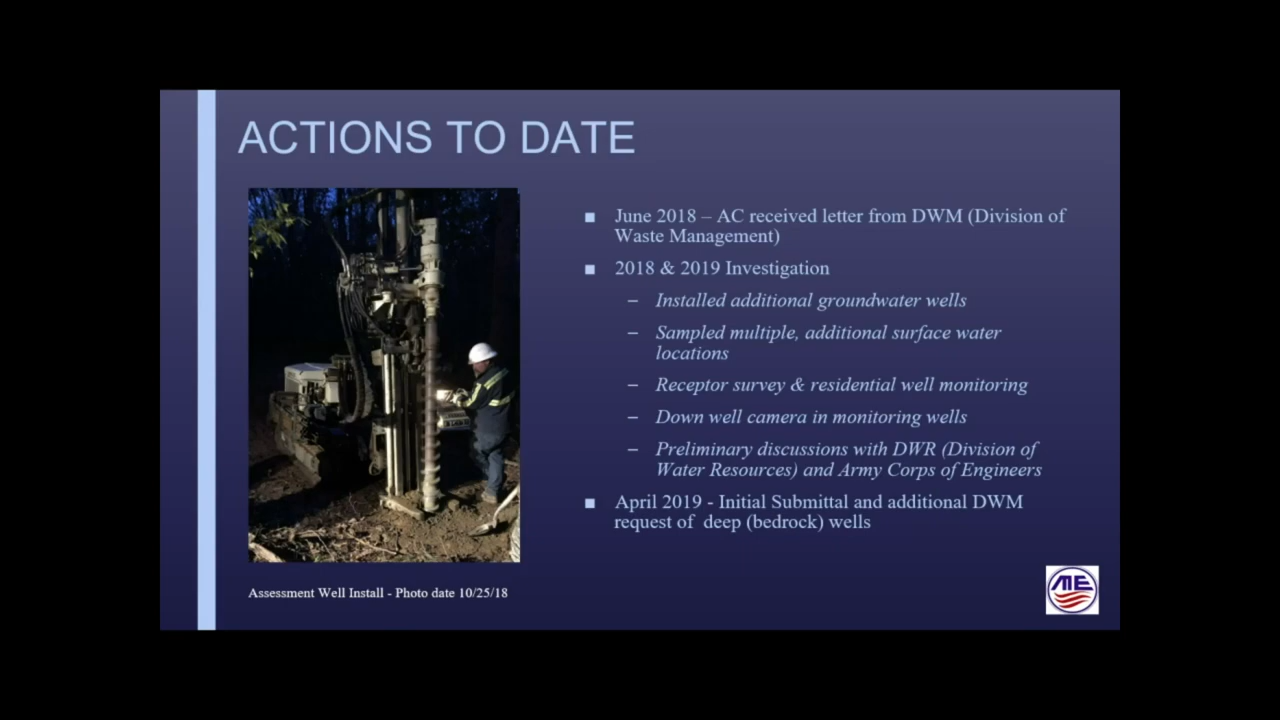 ACTIONS TO DATE
■ June 2018 – AC received letter from DWM (Division of
Waste Management)
■ 2018 & 2019 Investigation
– Installed additional groundwater wells
– Sampled multiple, additional surface water
locations
– Receptor survey & residential well monitoring
– Down well camera in monitoring wells
– Preliminary discussions with DWR (Division of
Water Resources) and Army Corps of Engineers
■ April 2019 - Initial Submittal and additional DWM
request of deep (bedrock) wells
Assessment Well Install - Photo date 10/25/18
ME